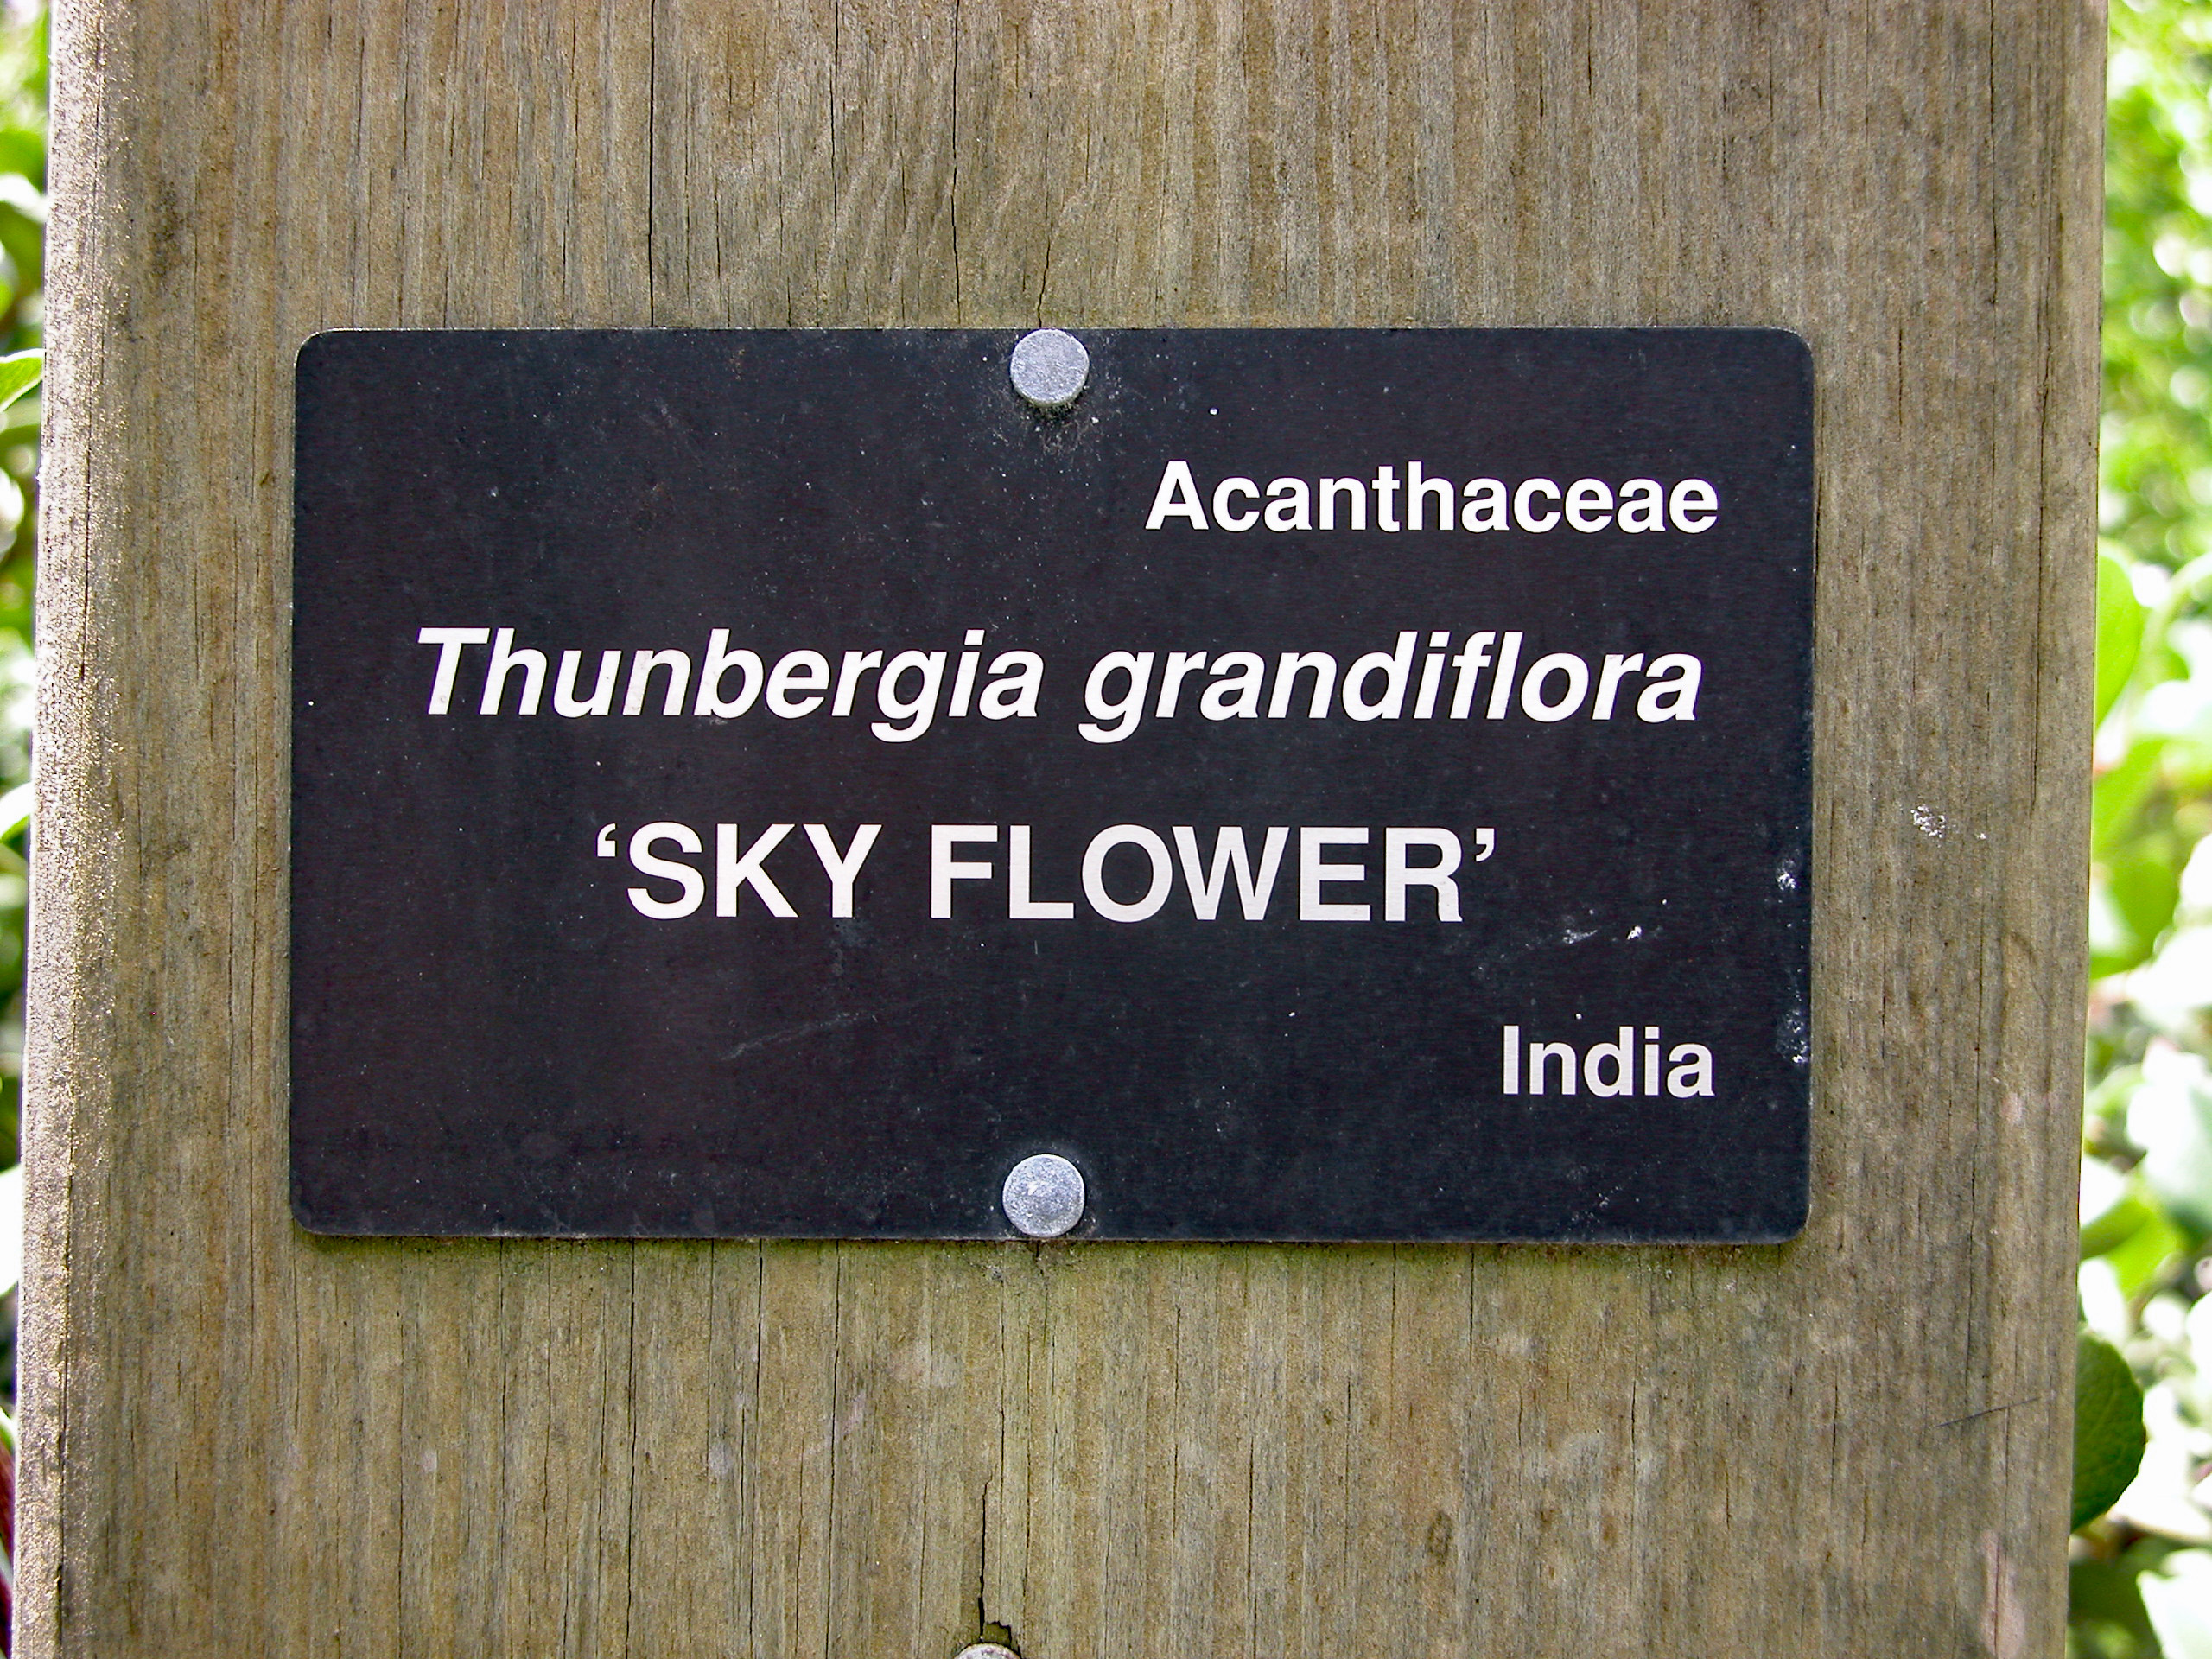 Acanthaceae
Thunbergia grandiflora
‘SKY FLOWER’
India